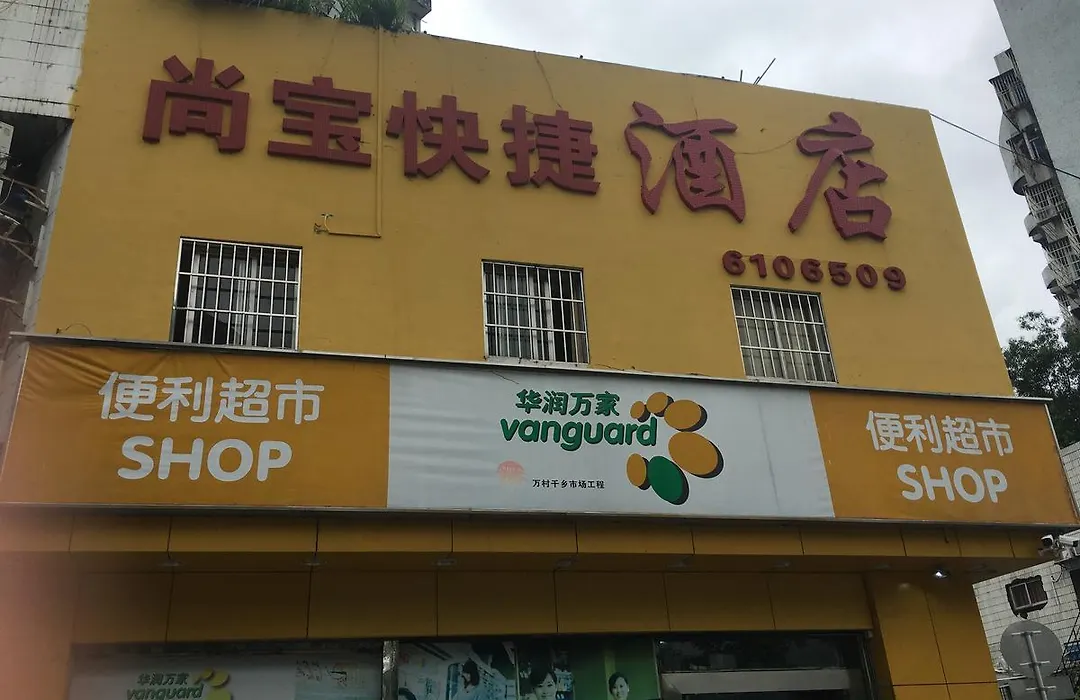 尚宝快捷酒店
6106509
便利超市
SHOP
华润万家
vanguard
万村千乡市场工程
便利超市
SHOP
华润万家
vanguard